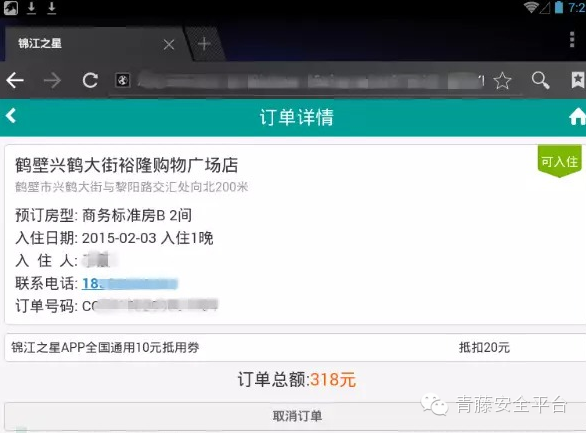 7:2
锦江之星
订单详情
鹤壁兴鹤大街裕隆购物广场店
可入住
鹤壁市兴鹤大街与黎阳路交汇处向北200米
预订房型: 商务标准房B 2间
入住日期: 2015-02-03 入住1晚
入 住 人:
联系电话: 18
订单号码: C
锦江之星APP全国通用10元抵用券 抵扣20元
订单总额:318元
取消订单
青藤安全平台